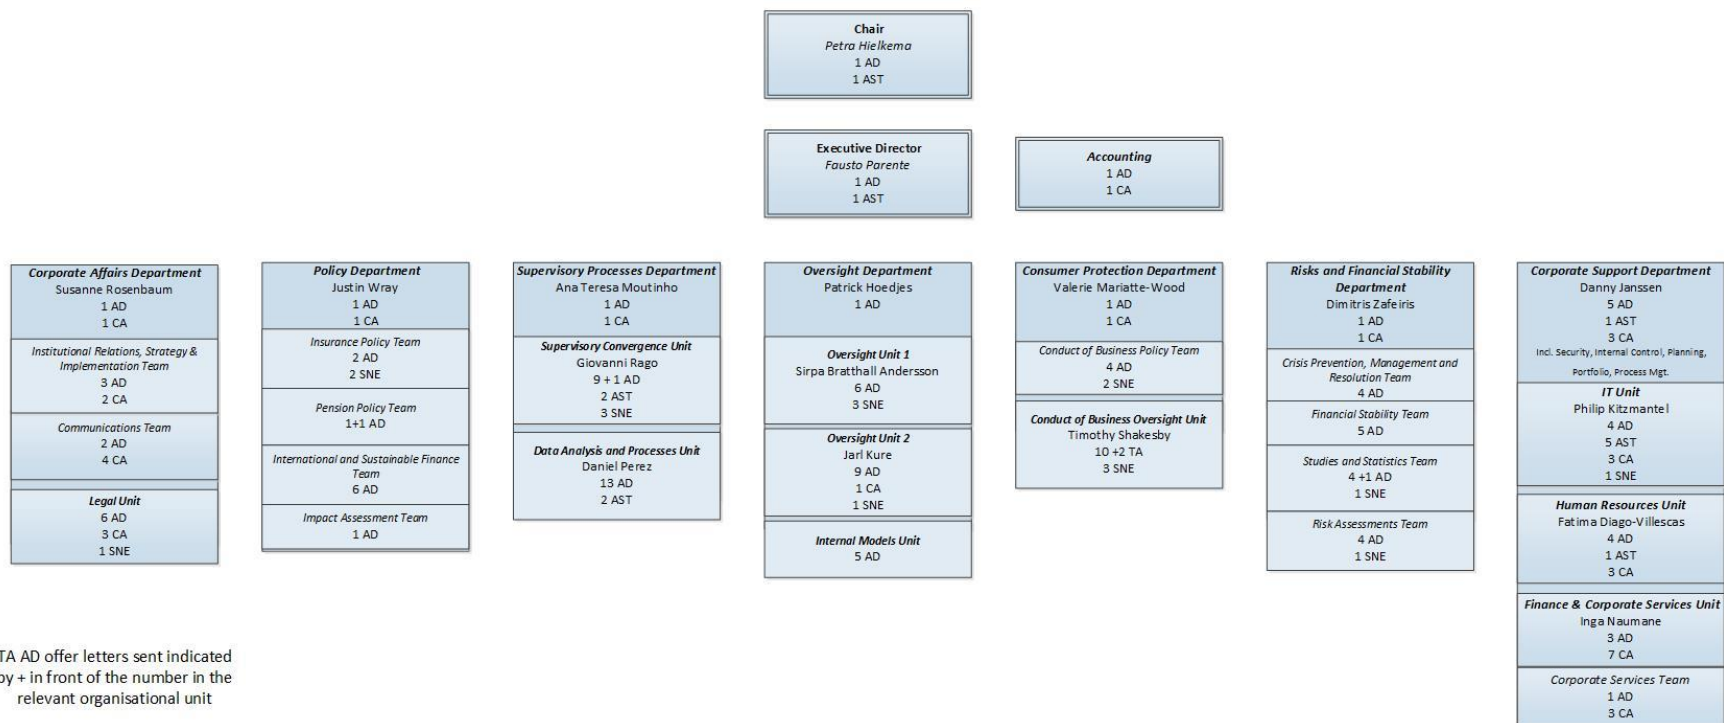 Chair
Petra Hielkema
1 AD
1 AST
Executive Director
Fausto Parente
1 AD
1 AST
Accounting
1 AD
1 CA
Corporate Affairs Department
Susanne Rosenbaum
1 AD
1 CA
Institutional Relations, Strategy &
Implementation Team
3 AD
2 CA
Communications Team
2 AD
4 CA
Legal Unit
6 AD
3 CA
1 SNE
Policy Department
Justin Wray
1 AD
1 CA
Insurance Policy Team
2 AD
2 SNE
Pension Policy Team
1+1 AD
International and Sustainable Finance
Team
6 AD
Impact Assessment Team
1 AD
Supervisory Processes Department
Ana Teresa Moutinho
1 AD
1 CA
Supervisory Convergence Unit
Giovanni Rago
9 + 1 AD
2 AST
3 SNE
Data Analysis and Processes Unit
Daniel Perez
13 AD
2 AST
Oversight Department
Patrick Hoedjes
1 AD
Oversight Unit 1
Sirpa Bratthall Andersson
6 AD
3 SNE
Oversight Unit 2
Jarl Kure
9 AD
1 CA
1 SNE
Internal Models Unit
5 AD
Consumer Protection Department
Valerie Mariatte-Wood
1 AD
1 CA
Conduct of Business Policy Team
4 AD
2 SNE
Conduct of Business Oversight Unit
Timothy Shakesby
10 +2 TA
3 SNE
Risks and Financial Stability
Department
Dimitris Zafeiris
1 AD
1 CA
Crisis Prevention, Management and
Resolution Team
4 AD
Financial Stability Team
5 AD
Studies and Statistics Team
4 +1 AD
1 SNE
Risk Assessments Team
4 AD
1 SNE
Corporate Support Department
Danny Janssen
5 AD
1 AST
3 CA
Incl. Security, Internal Control, Planning,
Portfolio, Process Mgt.
IT Unit
Philip Kitzmantel
4 AD
5 AST
3 CA
1 SNE
Human Resources Unit
Fatima Diago-Villescas
4 AD
1 AST
3 CA
Finance & Corporate Services Unit
Inga Naumane
3 AD
7 CA
Corporate Services Team
1 AD
3 CA
TA AD offer letters sent indicated
by + in front of the number in the
relevant organisational unit